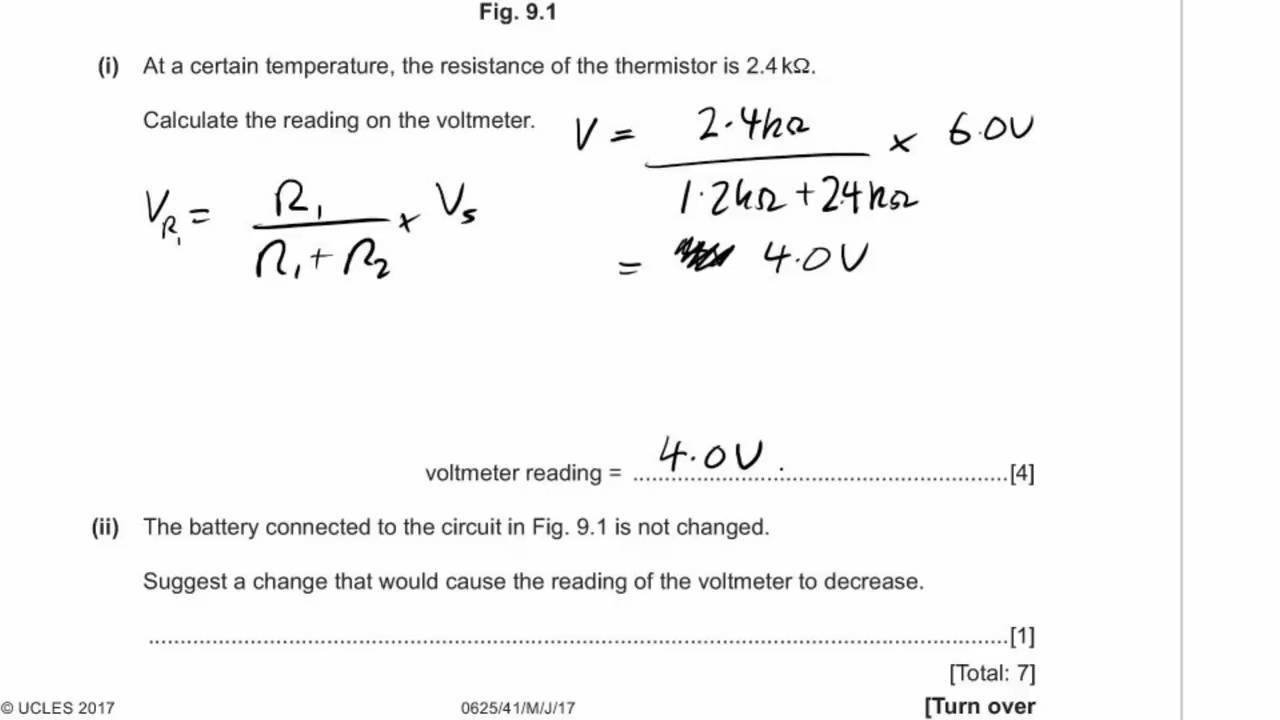 Fig. 9.1
(i) At a certain temperature, the resistance of the thermistor is 2.4 kΩ.
Calculate the reading on the voltmeter.
V = 2.4kΩ / 1.2kΩ + 24kΩ × 6.0V
V_R₁ = R₁ / R₁ + R₂ × Vs
= 4.0V
voltmeter reading = 4.0V [4]
(ii) The battery connected to the circuit in Fig. 9.1 is not changed.
Suggest a change that would cause the reading of the voltmeter to decrease.
[1]
[Total: 7]
© UCLES 2017 0625/41/M/J/17 [Turn over